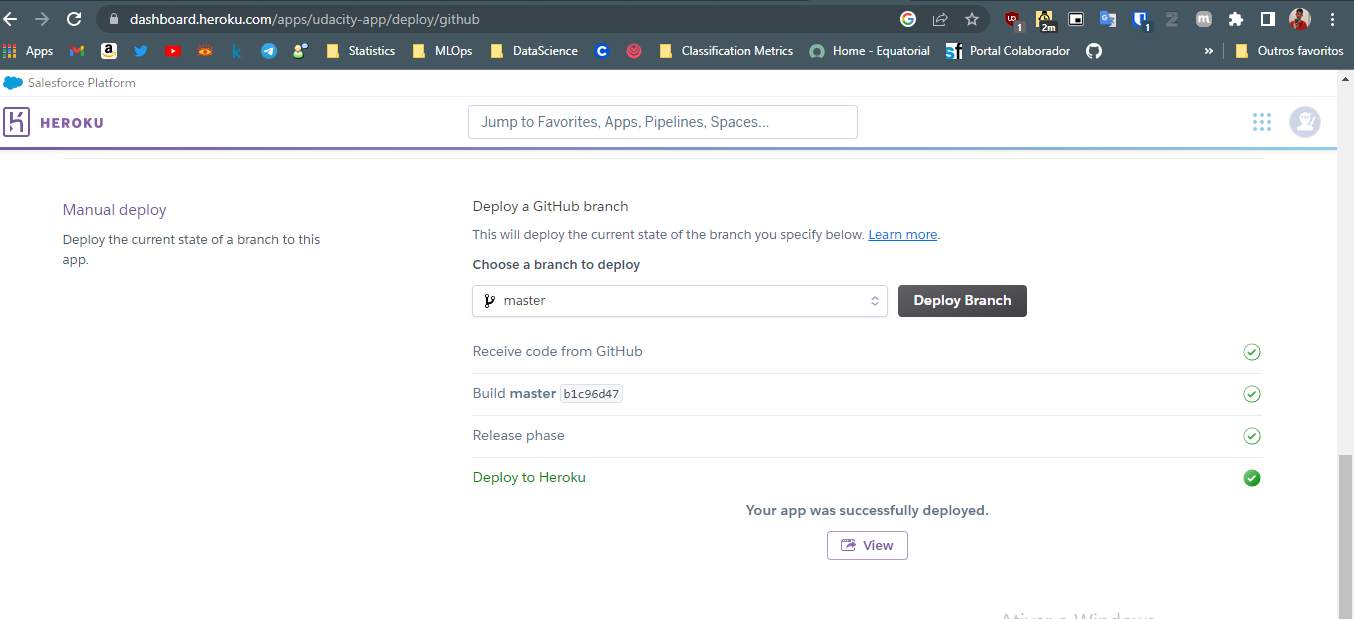 dashboard.heroku.com/apps/udacity-app/deploy/github
1
2m
1
Apps
Statistics
MLOps
DataScience
Classification Metrics
Home - Equatorial
Portal Colaborador
»
Outros favoritos
Salesforce Platform
HEROKU
Jump to Favorites, Apps, Pipelines, Spaces...
Manual deploy
Deploy the current state of a branch to this
app.
Deploy a GitHub branch
This will deploy the current state of the branch you specify below. Learn more.
Choose a branch to deploy
master
Deploy Branch
Receive code from GitHub
Build master b1c96d47
Release phase
Deploy to Heroku
Your app was successfully deployed.
View
Ativar o Windows